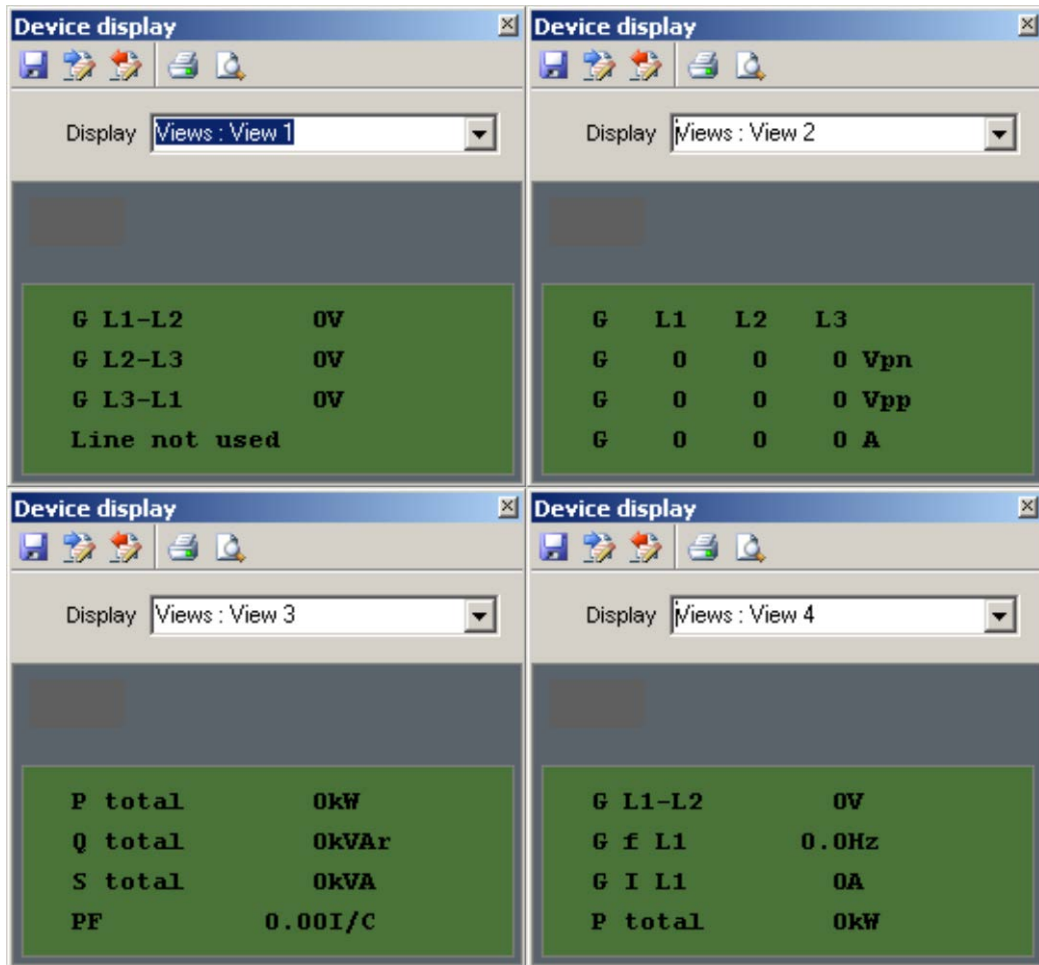 Device display
Display Views : View 1
G L1-L2 0V
G L2-L3 0V
G L3-L1 0V
Line not used
Device display
Display Views : View 2
G L1 L2 L3
G 0 0 0 Vpn
G 0 0 0 Vpp
G 0 0 0 A
Device display
Display Views : View 3
P total 0kW
Q total 0kVAr
S total 0kVA
PF 0.00I/C
Device display
Display Views : View 4
G L1-L2 0V
G f L1 0.0Hz
G I L1 0A
P total 0kW